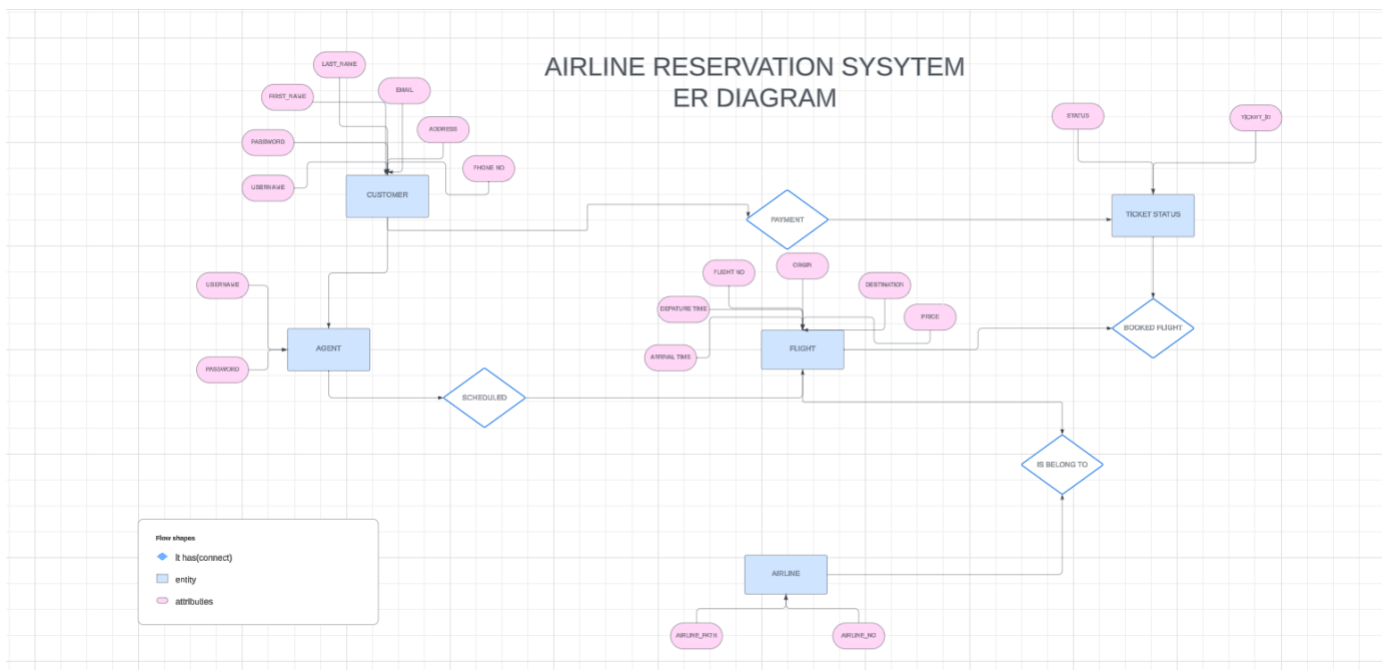 AIRLINE RESERVATION SYSYTEM
ER DIAGRAM
LAST_NAME
FIRST_NAME
EMAIL
PASSWORD
ADDRESS
USERNAME
PHONE NO
CUSTOMER
STATUS
TICKET_ID
PAYMENT
TICKET STATUS
USERNAME
PASSWORD
AGENT
SCHEDULED
FLIGHT NO
ORIGIN
DEPATURE TIME
DESTINATION
PRICE
ARRIVAL TIME
FLIGHT
BOOKED FLIGHT
IS BELONG TO
AIRLINE
AIRLINE_NO
Flow shapes
It has(connect)
entity
attributies